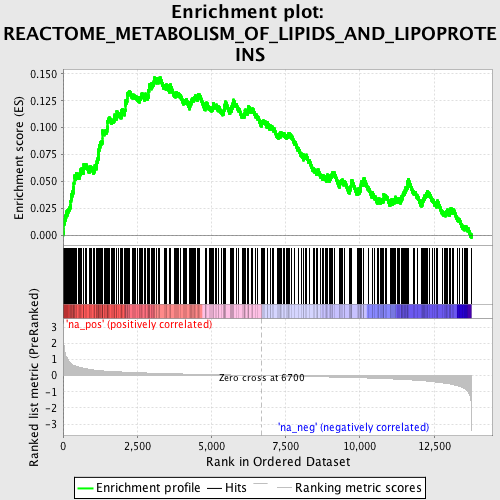 Enrichment plot:
REACTOME_METABOLISM_OF_LIPIDS_AND_LIPOPROTE
INS
Enrichment score (ES)
0.150
0.125
0.100
0.075
0.050
0.025
0.000
'na_pos' (positively correlated)
Ranked list metric (PreRanked)
3
2
1
0
-1
-2
-3
Zero cross at 6700
'na_neg' (negatively correlated)
0
2,500
5,000
7,500
10,000
12,500
Rank in Ordered Dataset
Enrichment profile
Hits
Ranking metric scores